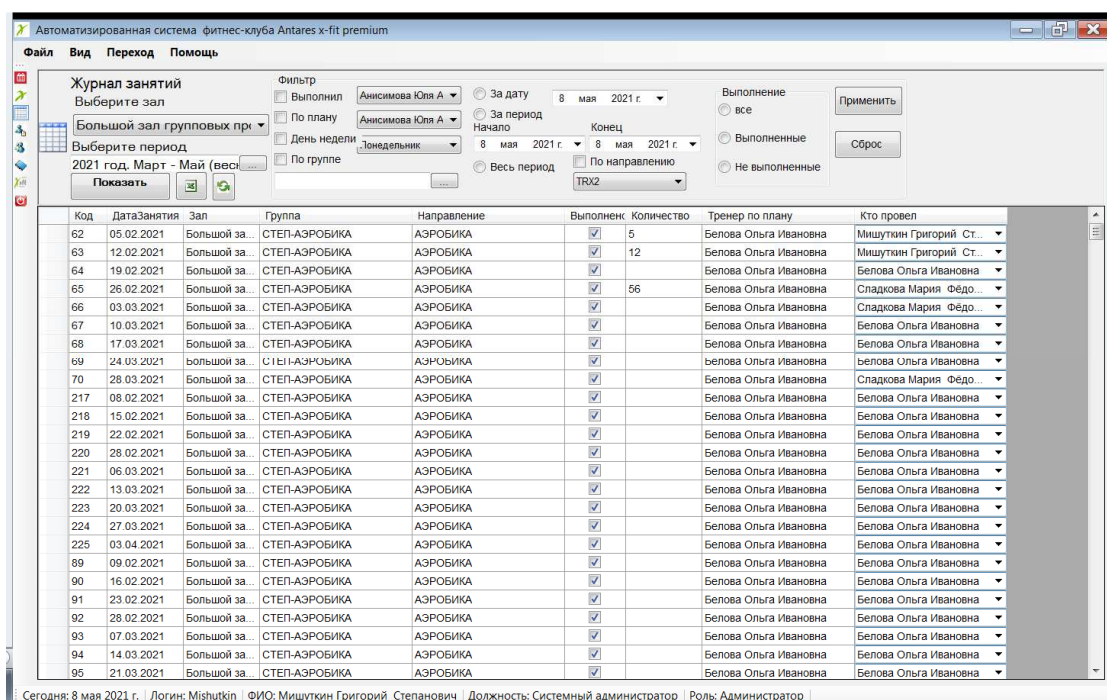 Автоматизированная система фитнес-клуба Antares x-fit premium
Файл Вид Переход Помощь
Журнал занятий
Выберите зал
Большой зал групповых прс
Выберите период
2021 год. Март - Май (весн ...
Показать
Фильтр
Выполнил Анисимова Юля А
По плану Анисимова Юля А
День недели Понедельник
По группе
...
За дату 8 мая 2021 г.
За период
Начало Конец
8 мая 2021 г. 8 мая 2021 г.
Весь период По направлению
TRX2
Выполнение
все
Выполненные
Не выполненные
Применить
Сброс
Код ДатаЗанятия Зал Группа Направление Выполнено Количество Тренер по плану Кто провел
62 05.02.2021 Большой за... СТЕП-АЭРОБИКА АЭРОБИКА 5 Белова Ольга Ивановна Мишуткин Григорий Ст...
63 12.02.2021 Большой за... СТЕП-АЭРОБИКА АЭРОБИКА 12 Белова Ольга Ивановна Мишуткин Григорий Ст...
64 19.02.2021 Большой за... СТЕП-АЭРОБИКА АЭРОБИКА Белова Ольга Ивановна Белова Ольга Ивановна
65 26.02.2021 Большой за... СТЕП-АЭРОБИКА АЭРОБИКА 56 Белова Ольга Ивановна Сладкова Мария Фёдо...
66 03.03.2021 Большой за... СТЕП-АЭРОБИКА АЭРОБИКА Белова Ольга Ивановна Сладкова Мария Фёдо...
67 10.03.2021 Большой за... СТЕП-АЭРОБИКА АЭРОБИКА Белова Ольга Ивановна Белова Ольга Ивановна
68 17.03.2021 Большой за... СТЕП-АЭРОБИКА АЭРОБИКА Белова Ольга Ивановна Белова Ольга Ивановна
69 24.03.2021 Большой за... СТЕП-АЭРОБИКА АЭРОБИКА Белова Ольга Ивановна Белова Ольга Ивановна
70 28.03.2021 Большой за... СТЕП-АЭРОБИКА АЭРОБИКА Белова Ольга Ивановна Сладкова Мария Фёдо...
217 08.02.2021 Большой за... СТЕП-АЭРОБИКА АЭРОБИКА Белова Ольга Ивановна Белова Ольга Ивановна
218 15.02.2021 Большой за... СТЕП-АЭРОБИКА АЭРОБИКА Белова Ольга Ивановна Белова Ольга Ивановна
219 22.02.2021 Большой за... СТЕП-АЭРОБИКА АЭРОБИКА Белова Ольга Ивановна Белова Ольга Ивановна
220 28.02.2021 Большой за... СТЕП-АЭРОБИКА АЭРОБИКА Белова Ольга Ивановна Белова Ольга Ивановна
221 06.03.2021 Большой за... СТЕП-АЭРОБИКА АЭРОБИКА Белова Ольга Ивановна Белова Ольга Ивановна
222 13.03.2021 Большой за... СТЕП-АЭРОБИКА АЭРОБИКА Белова Ольга Ивановна Белова Ольга Ивановна
223 20.03.2021 Большой за... СТЕП-АЭРОБИКА АЭРОБИКА Белова Ольга Ивановна Белова Ольга Ивановна
224 27.03.2021 Большой за... СТЕП-АЭРОБИКА АЭРОБИКА Белова Ольга Ивановна Белова Ольга Ивановна
225 03.04.2021 Большой за... СТЕП-АЭРОБИКА АЭРОБИКА Белова Ольга Ивановна Белова Ольга Ивановна
89 09.02.2021 Большой за... СТЕП-АЭРОБИКА АЭРОБИКА Белова Ольга Ивановна Белова Ольга Ивановна
90 16.02.2021 Большой за... СТЕП-АЭРОБИКА АЭРОБИКА Белова Ольга Ивановна Белова Ольга Ивановна
91 23.02.2021 Большой за... СТЕП-АЭРОБИКА АЭРОБИКА Белова Ольга Ивановна Белова Ольга Ивановна
92 28.02.2021 Большой за... СТЕП-АЭРОБИКА АЭРОБИКА Белова Ольга Ивановна Белова Ольга Ивановна
93 07.03.2021 Большой за... СТЕП-АЭРОБИКА АЭРОБИКА Белова Ольга Ивановна Белова Ольга Ивановна
94 14.03.2021 Большой за... СТЕП-АЭРОБИКА АЭРОБИКА Белова Ольга Ивановна Белова Ольга Ивановна
95 21.03.2021 Большой за... СТЕП-АЭРОБИКА АЭРОБИКА Белова Ольга Ивановна Белова Ольга Ивановна
Сегодня: 8 мая 2021 г. Логин: Mishutkin ФИО: Мишуткин Григорий Степанович Должность: Системный администратор Роль: Администратор